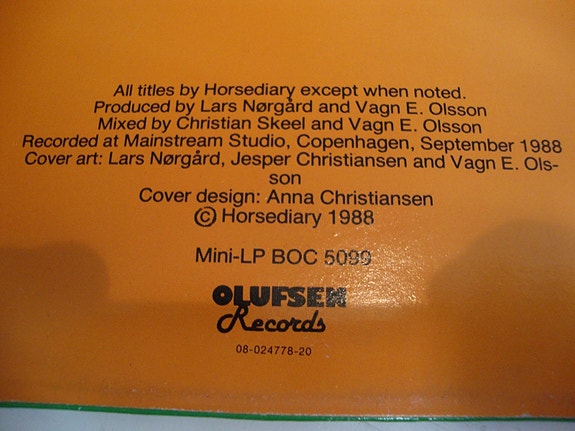 All titles by Horsediary except when noted.
Produced by Lars Nørgård and Vagn E. Olsson
Mixed by Christian Skeel and Vagn E. Olsson
Recorded at Mainstream Studio, Copenhagen, September 1988
Cover art: Lars Nørgård, Jesper Christiansen and Vagn E. Ols-
son
Cover design: Anna Christiansen
© Horsediary 1988
Mini-LP BOC 5099
OLUFSEN
Records
08-024778-20